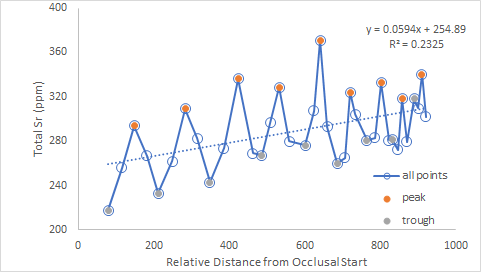 400
360
320
280
240
200
Total Sr (ppm)
y = 0.0594x + 254.89
R² = 0.2325
all points
peak
trough
0 200 400 600 800 1000
Relative Distance from Occlusal Start